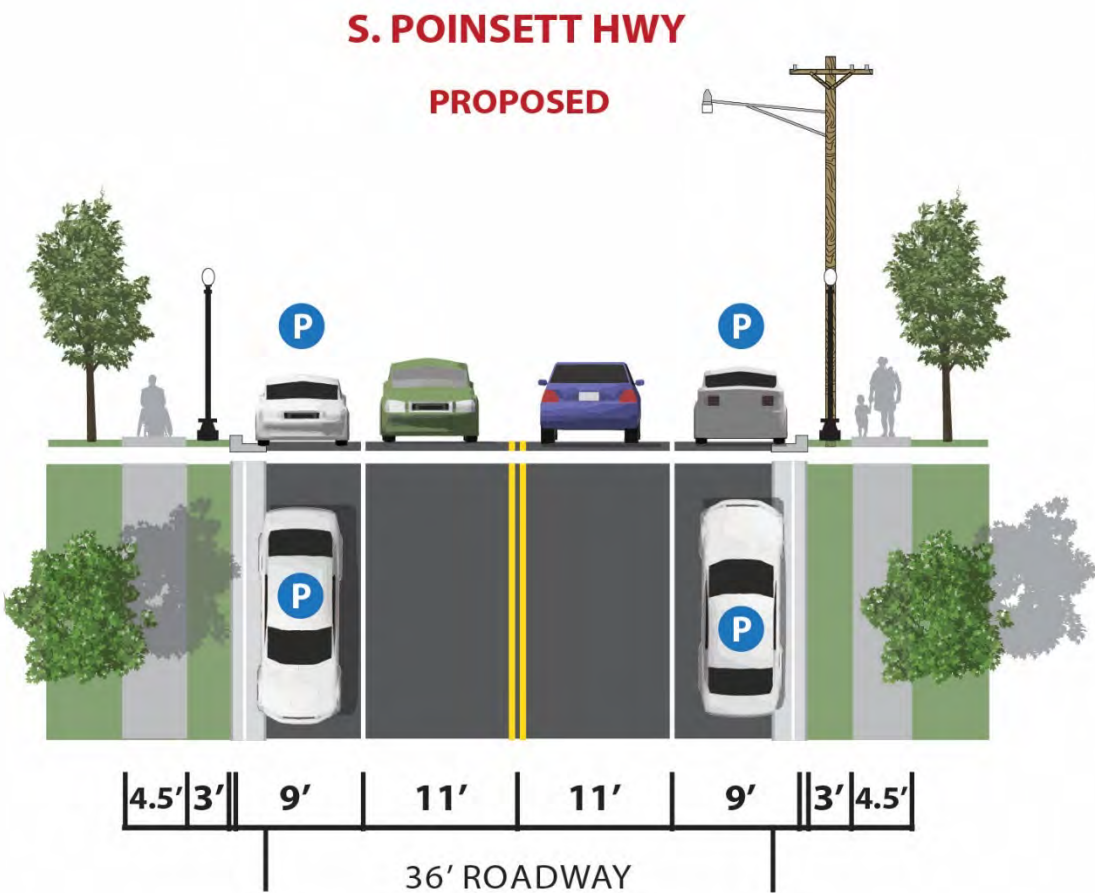 S. POINSETT HWY
PROPOSED
P
P
P
P
4.5' 3' 9' 11' 11' 9' 3' 4.5'
36' ROADWAY